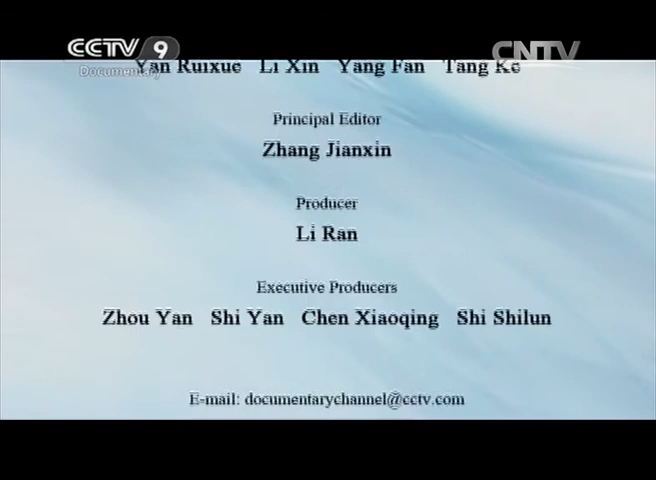 CCTV 9
CNTV
Documentary
Yan Ruixue Li Xin Yang Fan Tang Ke
Principal Editor
Zhang Jianxin
Producer
Li Ran
Executive Producers
Zhou Yan Shi Yan Chen Xiaoqing Shi Shilun
E-mail: documentarychannel@cctv.com